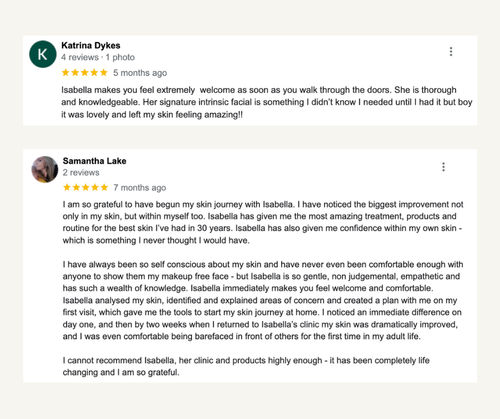 K
Katrina Dykes
4 reviews · 1 photo
5 months ago
Isabella makes you feel extremely  welcome as soon as you walk through the doors. She is thorough
and knowledgeable. Her signature intrinsic facial is something I didn't know I needed until I had it but boy
it was lovely and left my skin feeling amazing!!
Samantha Lake
2 reviews
7 months ago
I am so grateful to have begun my skin journey with Isabella. I have noticed the biggest improvement not
only in my skin, but within myself too. Isabella has given me the most amazing treatment, products and
routine for the best skin I've had in 30 years. Isabella has also given me confidence within my own skin -
which is something I never thought I would have.
I have always been so self conscious about my skin and have never even been comfortable enough with
anyone to show them my makeup free face - but Isabella is so gentle, non judgemental, empathetic and
has such a wealth of knowledge. Isabella immediately makes you feel welcome and comfortable.
Isabella analysed my skin, identified and explained areas of concern and created a plan with me on my
first visit, which gave me the tools to start my skin journey at home. I noticed an immediate difference on
day one, and then by two weeks when I returned to Isabella's clinic my skin was dramatically improved,
and I was even comfortable being barefaced in front of others for the first time in my adult life.
I cannot recommend Isabella, her clinic and products highly enough - it has been completely life
changing and I am so grateful.